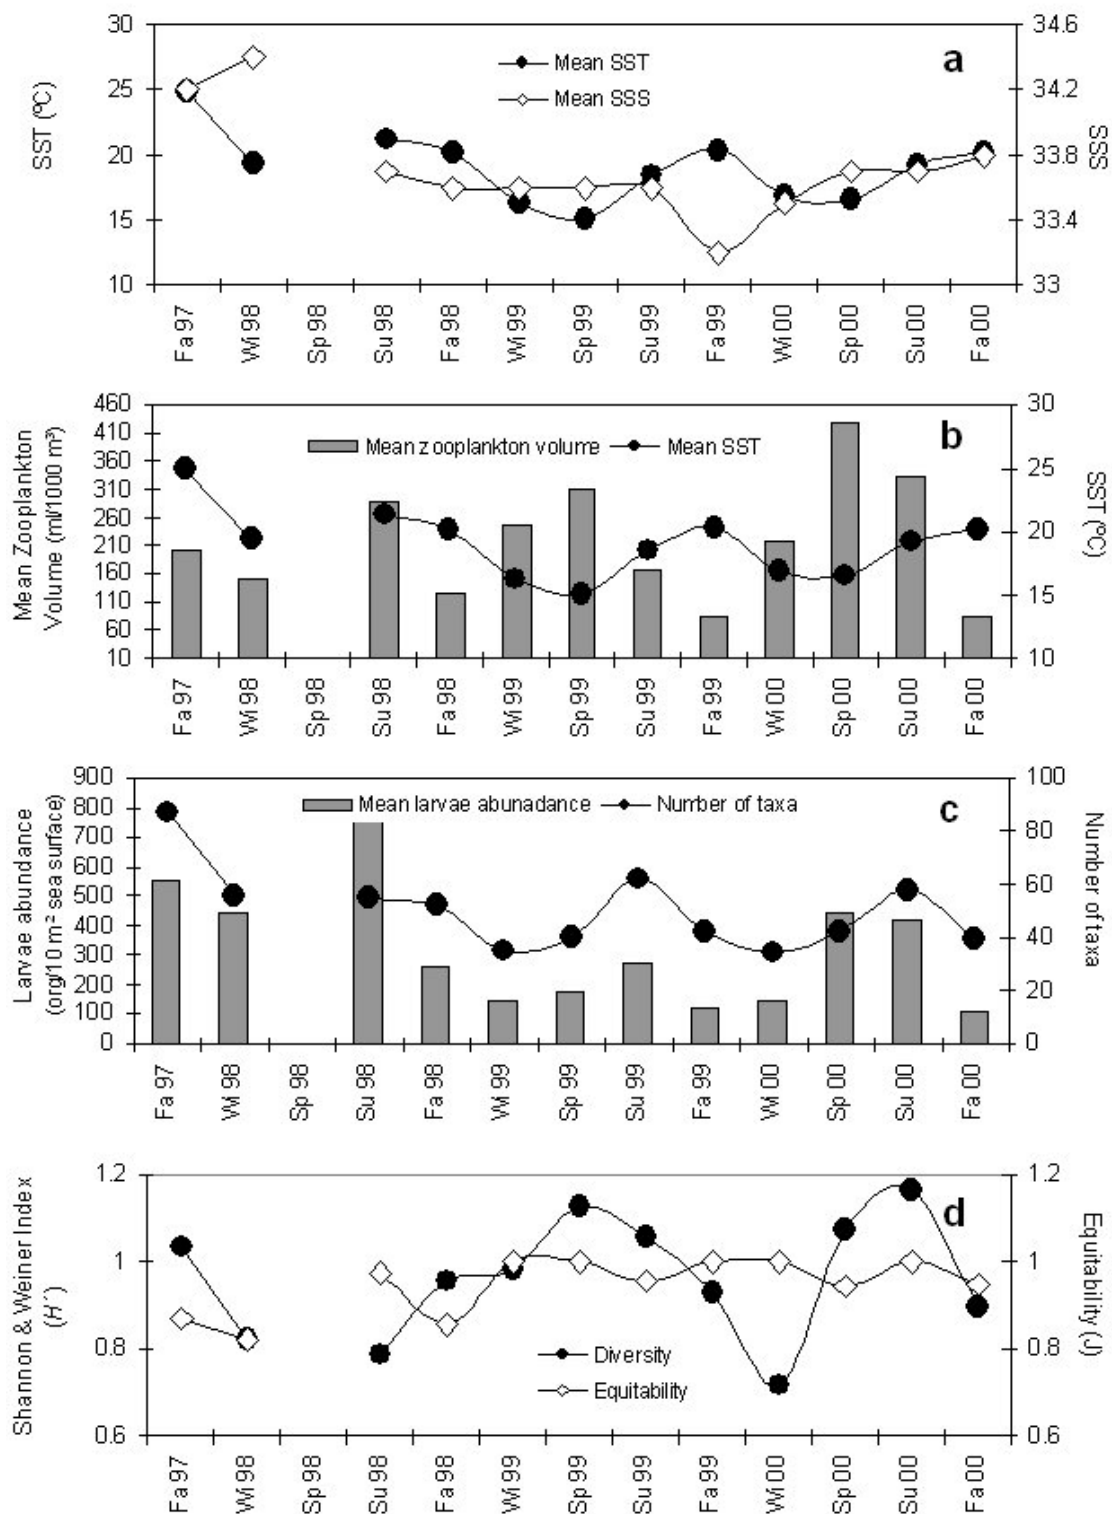 a
30
25
20
15
10
SST (ºC)
Mean SST
Mean SSS
34.6
34.2
33.8
33.4
33
SSS
Fa 97
Wi 98
Sp 98
Su 98
Fa 98
Wi 99
Sp 99
Su 99
Fa 99
Wi 00
Sp 00
Su 00
Fa 00
b
460
410
360
310
260
210
160
110
60
10
Mean Zooplankton
Volume (ml/1000 m³)
Mean zooplankton volume
Mean SST
30
25
20
15
10
SST (ºC)
Fa 97
Wi 98
Sp 98
Su 98
Fa 98
Wi 99
Sp 99
Su 99
Fa 99
Wi 00
Sp 00
Su 00
Fa 00
c
900
800
700
600
500
400
300
200
100
0
Larvae abundance
(org/10 m⁻² sea surface)
Mean larvae abunadance
Number of taxa
100
80
60
40
20
0
Number of taxa
Fa 97
Wi 98
Sp 98
Su 98
Fa 98
Wi 99
Sp 99
Su 99
Fa 99
Wi 00
Sp 00
Su 00
Fa 00
d
1.2
1
0.8
0.6
Shannon & Weiner Index
(H´)
Diversity
Equitability
1.2
1
0.8
0.6
Equitability (J)
Fa 97
Wi 98
Sp 98
Su 98
Fa 98
Wi 99
Sp 99
Su 99
Fa 99
Wi 00
Sp 00
Su 00
Fa 00